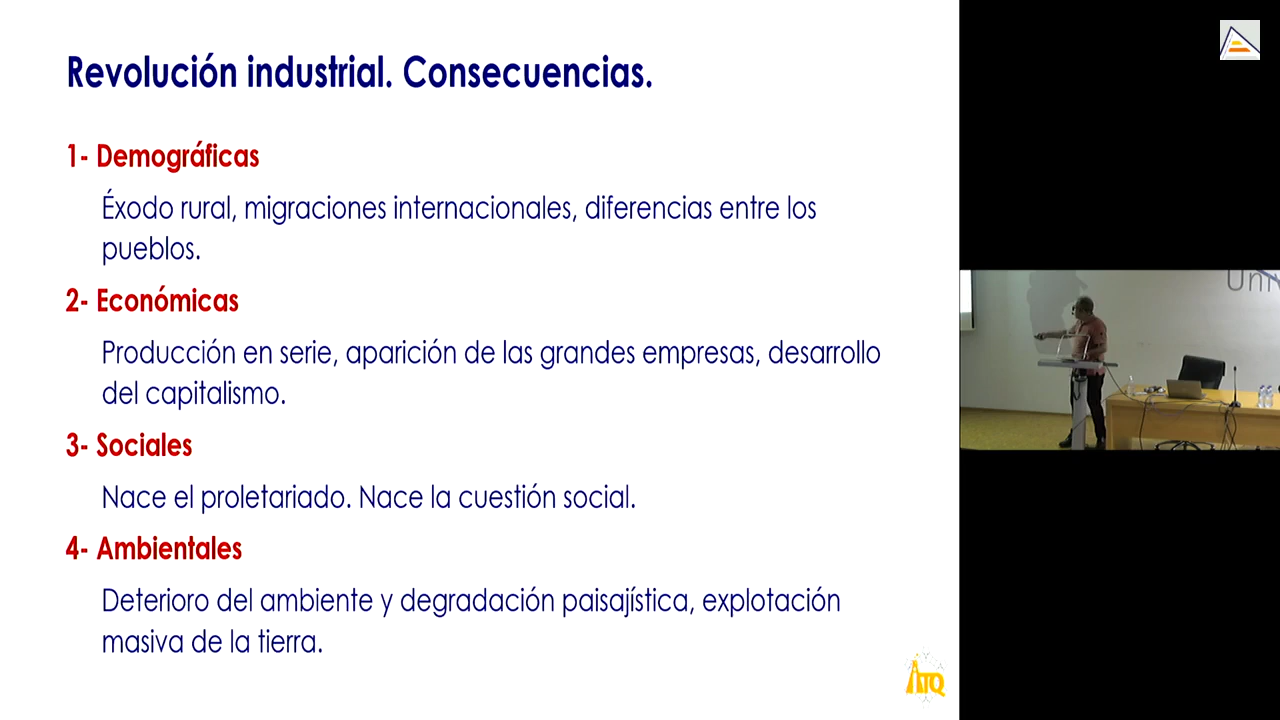 Revolución industrial. Consecuencias.
1- Demográficas
Éxodo rural, migraciones internacionales, diferencias entre los
pueblos.
2- Económicas
Producción en serie, aparición de las grandes empresas, desarrollo
del capitalismo.
3- Sociales
Nace el proletariado. Nace la cuestión social.
4- Ambientales
Deterioro del ambiente y degradación paisajística, explotación
masiva de la tierra.
ATQ
Univ